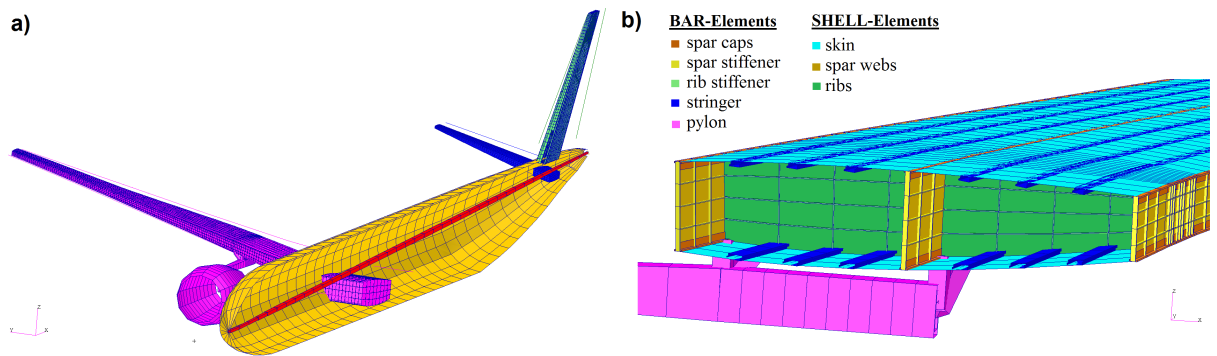 a)
b)
BAR-Elements
spar caps
spar stiffener
rib stiffener
stringer
pylon
SHELL-Elements
skin
spar webs
ribs
Z
Y
X
Z
Y
X